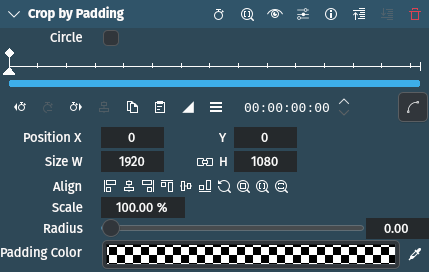 Crop by Padding
Circle
00:00:00:00
Position X 0 Y 0
Size W 1920 H 1080
Align
Scale 100.00 %
Radius 0.00
Padding Color